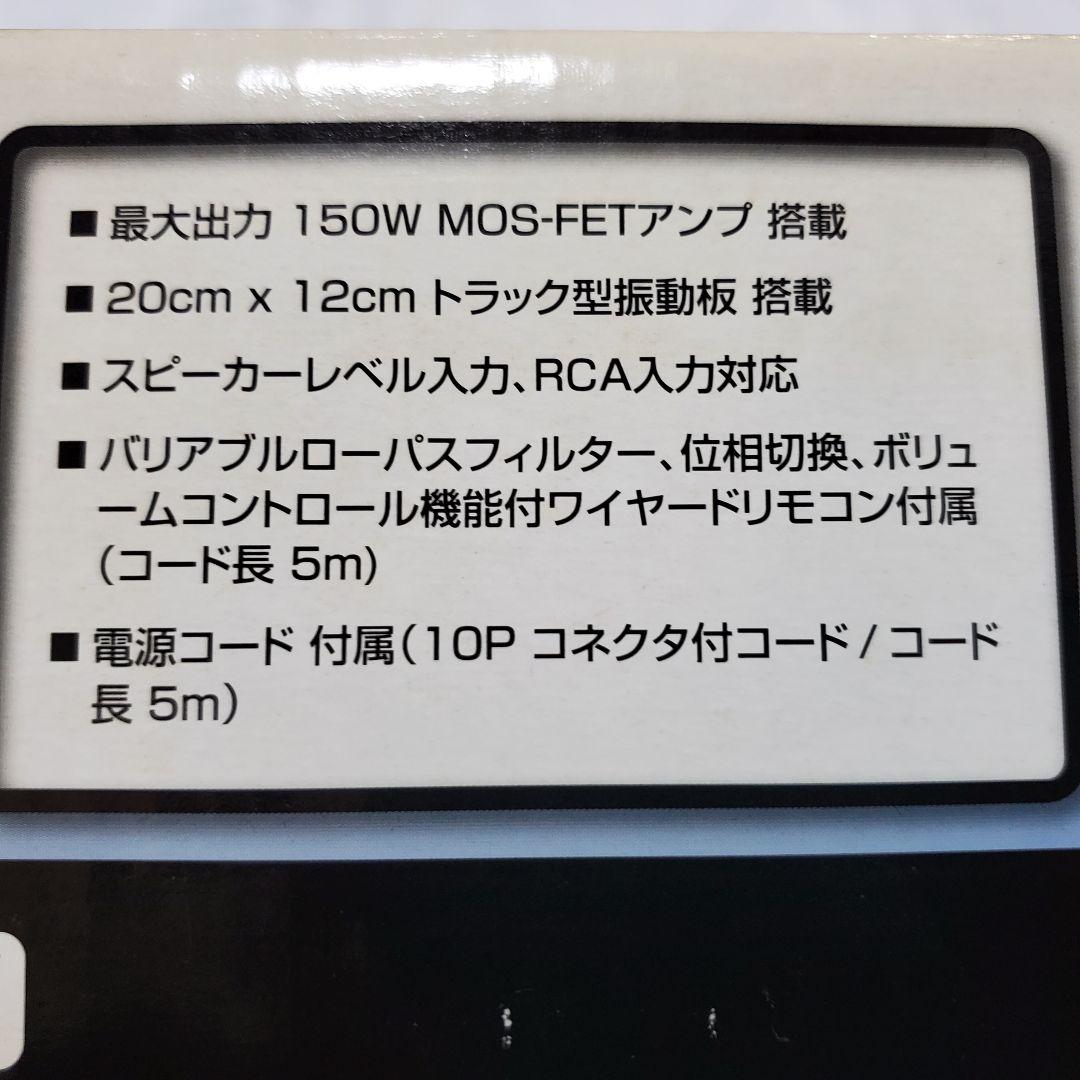 ■ 最大出力 150W MOS-FETアンプ 搭載
■ 20cm x 12cm トラック型振動板 搭載
■ スピーカーレベル入力、RCA入力対応
■ バリアブルローパスフィルター、位相切換、ボリュ
ームコントロール機能付ワイヤードリモコン付属
(コード長 5m)
■ 電源コード 付属(10P コネクタ付コード / コード
長 5m)